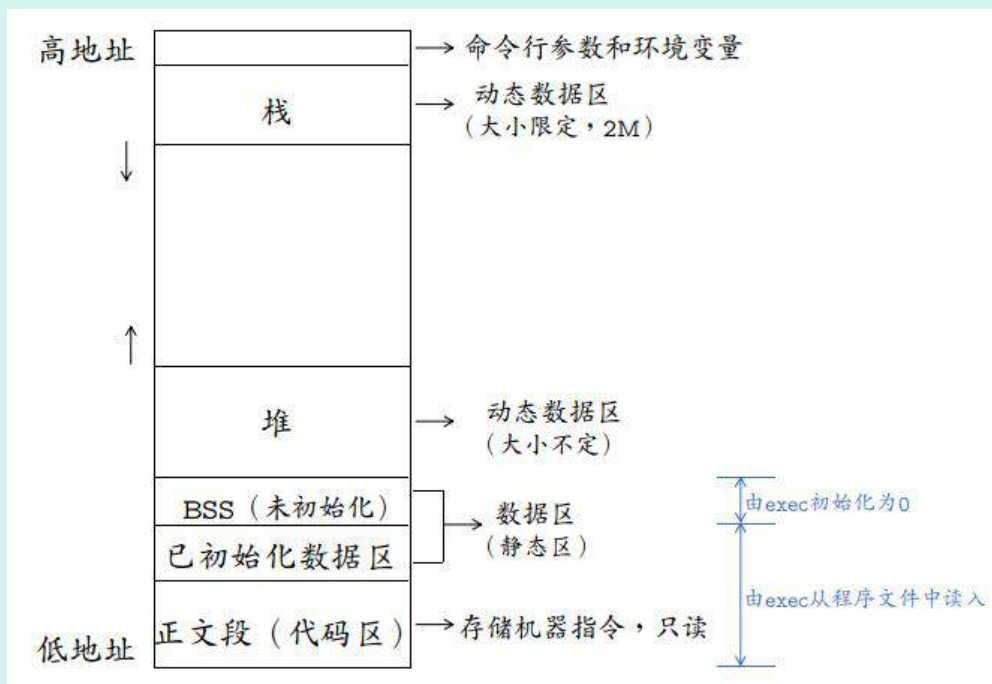 高地址
命令行参数和环境变量
栈
动态数据区
（大小限定，2M）
堆
动态数据区
（大小不定）
BSS（未初始化）
数据区
（静态区）
由exec初始化为0
已初始化数据区
由exec从程序文件中读入
正文段（代码区）
存储机器指令，只读
低地址